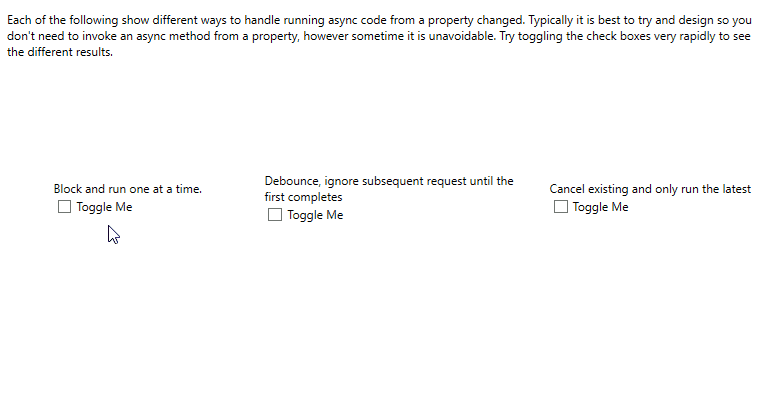 Each of the following show different ways to handle running async code from a property changed. Typically it is best to try and design so you
don't need to invoke an async method from a property, however sometime it is unavoidable. Try toggling the check boxes very rapidly to see
the different results.
Block and run one at a time.
Toggle Me
Debounce, ignore subsequent request until the
first completes
Toggle Me
Cancel existing and only run the latest
Toggle Me